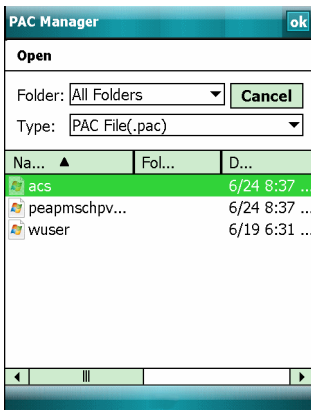 PAC Manager ok
Open
Folder: All Folders Cancel
Type: PAC File(.pac)
Na... Fol... D...
acs 6/24 8:37 ...
peapmschpv... 6/24 8:37 ...
wuser 6/19 6:31 ...